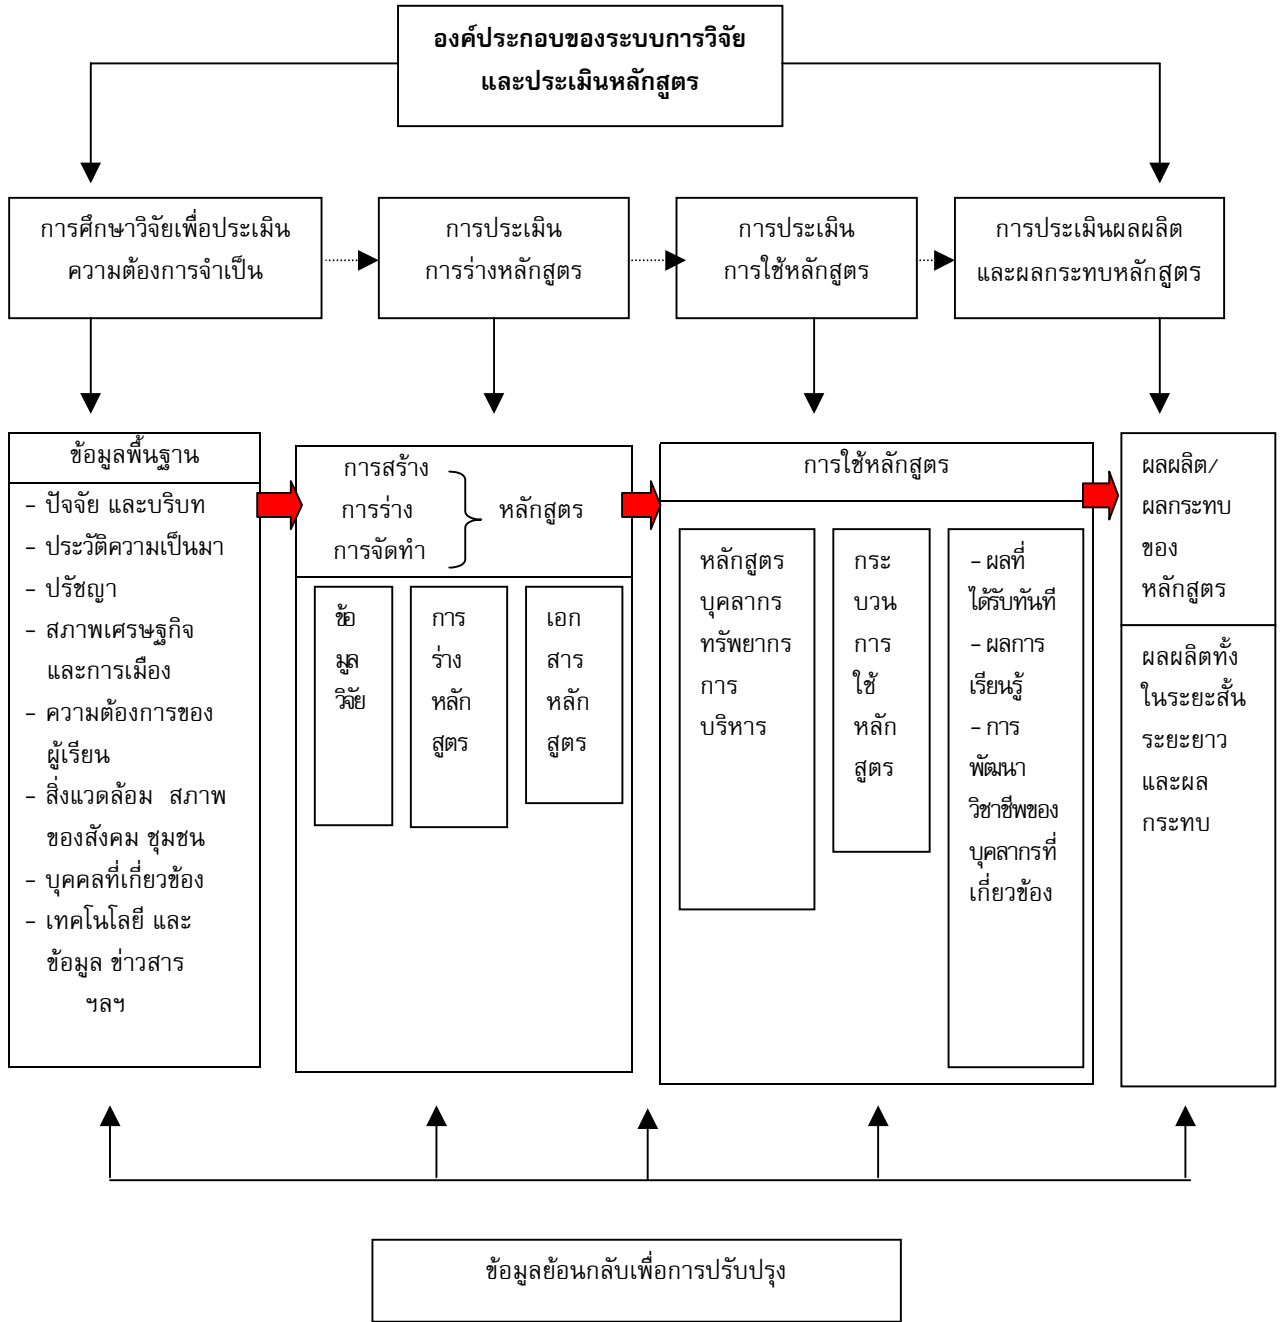 องค์ประกอบของระบบการวิจัย
และประเมินหลักสูตร
การศึกษาวิจัยเพื่อประเมิน
ความต้องการจำเป็น
การประเมิน
การร่างหลักสูตร
การประเมิน
การใช้หลักสูตร
การประเมินผลผลิต
และผลกระทบหลักสูตร
ข้อมูลพื้นฐาน
– ปัจจัย และบริบท
– ประวัติความเป็นมา
– ปรัชญา
– สภาพเศรษฐกิจ
และการเมือง
– ความต้องการของ
ผู้เรียน
– สิ่งแวดล้อม สภาพ
ของสังคม ชุมชน
– บุคคลที่เกี่ยวข้อง
– เทคโนโลยี และ
ข้อมูล ข่าวสาร
ฯลฯ
การสร้าง
การร่าง
การจัดทำ
หลักสูตร
ข้อ
มูล
วิจัย
การ
ร่าง
หลัก
สูตร
เอก
สาร
หลัก
สูตร
การใช้หลักสูตร
หลักสูตร
บุคลากร
ทรัพยากร
การ
บริหาร
กระ
บวน
การ
ใช้
หลัก
สูตร
– ผลที่
ได้รับทันที
– ผลการ
เรียนรู้
– การ
พัฒนา
วิชาชีพของ
บุคลากรที่
เกี่ยวข้อง
ผลผลิต/
ผลกระทบ
ของ
หลักสูตร
ผลผลิตทั้ง
ในระยะสั้น
ระยะยาว
และผล
กระทบ
ข้อมูลย้อนกลับเพื่อการปรับปรุง